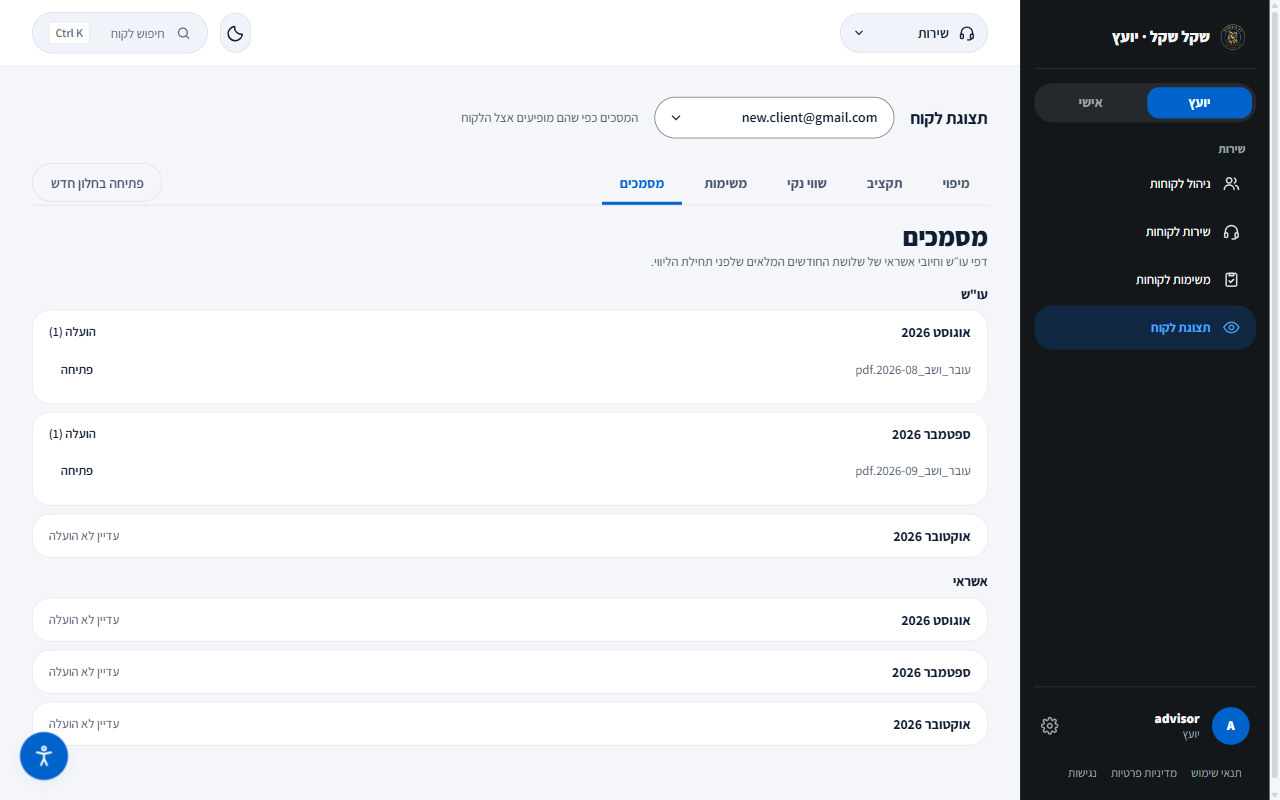 שקל שקל · יועץ
יועץ
אישי
שירות
ניהול לקוחות
שירות לקוחות
משימות לקוחות
תצוגת לקוח
A
advisor
יועץ
תנאי שימוש
מדיניות פרטיות
נגישות
שירות
חיפוש לקוח
Ctrl K
תצוגת לקוח
new.client@gmail.com
המסכים כפי שהם מופיעים אצל הלקוח
מיפוי
תקציב
שווי נקי
משימות
מסמכים
פתיחה בחלון חדש
מסמכים
דפי עו״ש וחיובי אשראי של שלושת החודשים המלאים שלפני תחילת הליווי.
עו"ש
אוגוסט 2026
הועלה (1)
עובר_ושב_2026-08.pdf
פתיחה
ספטמבר 2026
הועלה (1)
עובר_ושב_2026-09.pdf
פתיחה
אוקטובר 2026
עדיין לא הועלה
אשראי
אוגוסט 2026
עדיין לא הועלה
ספטמבר 2026
עדיין לא הועלה
אוקטובר 2026
עדיין לא הועלה